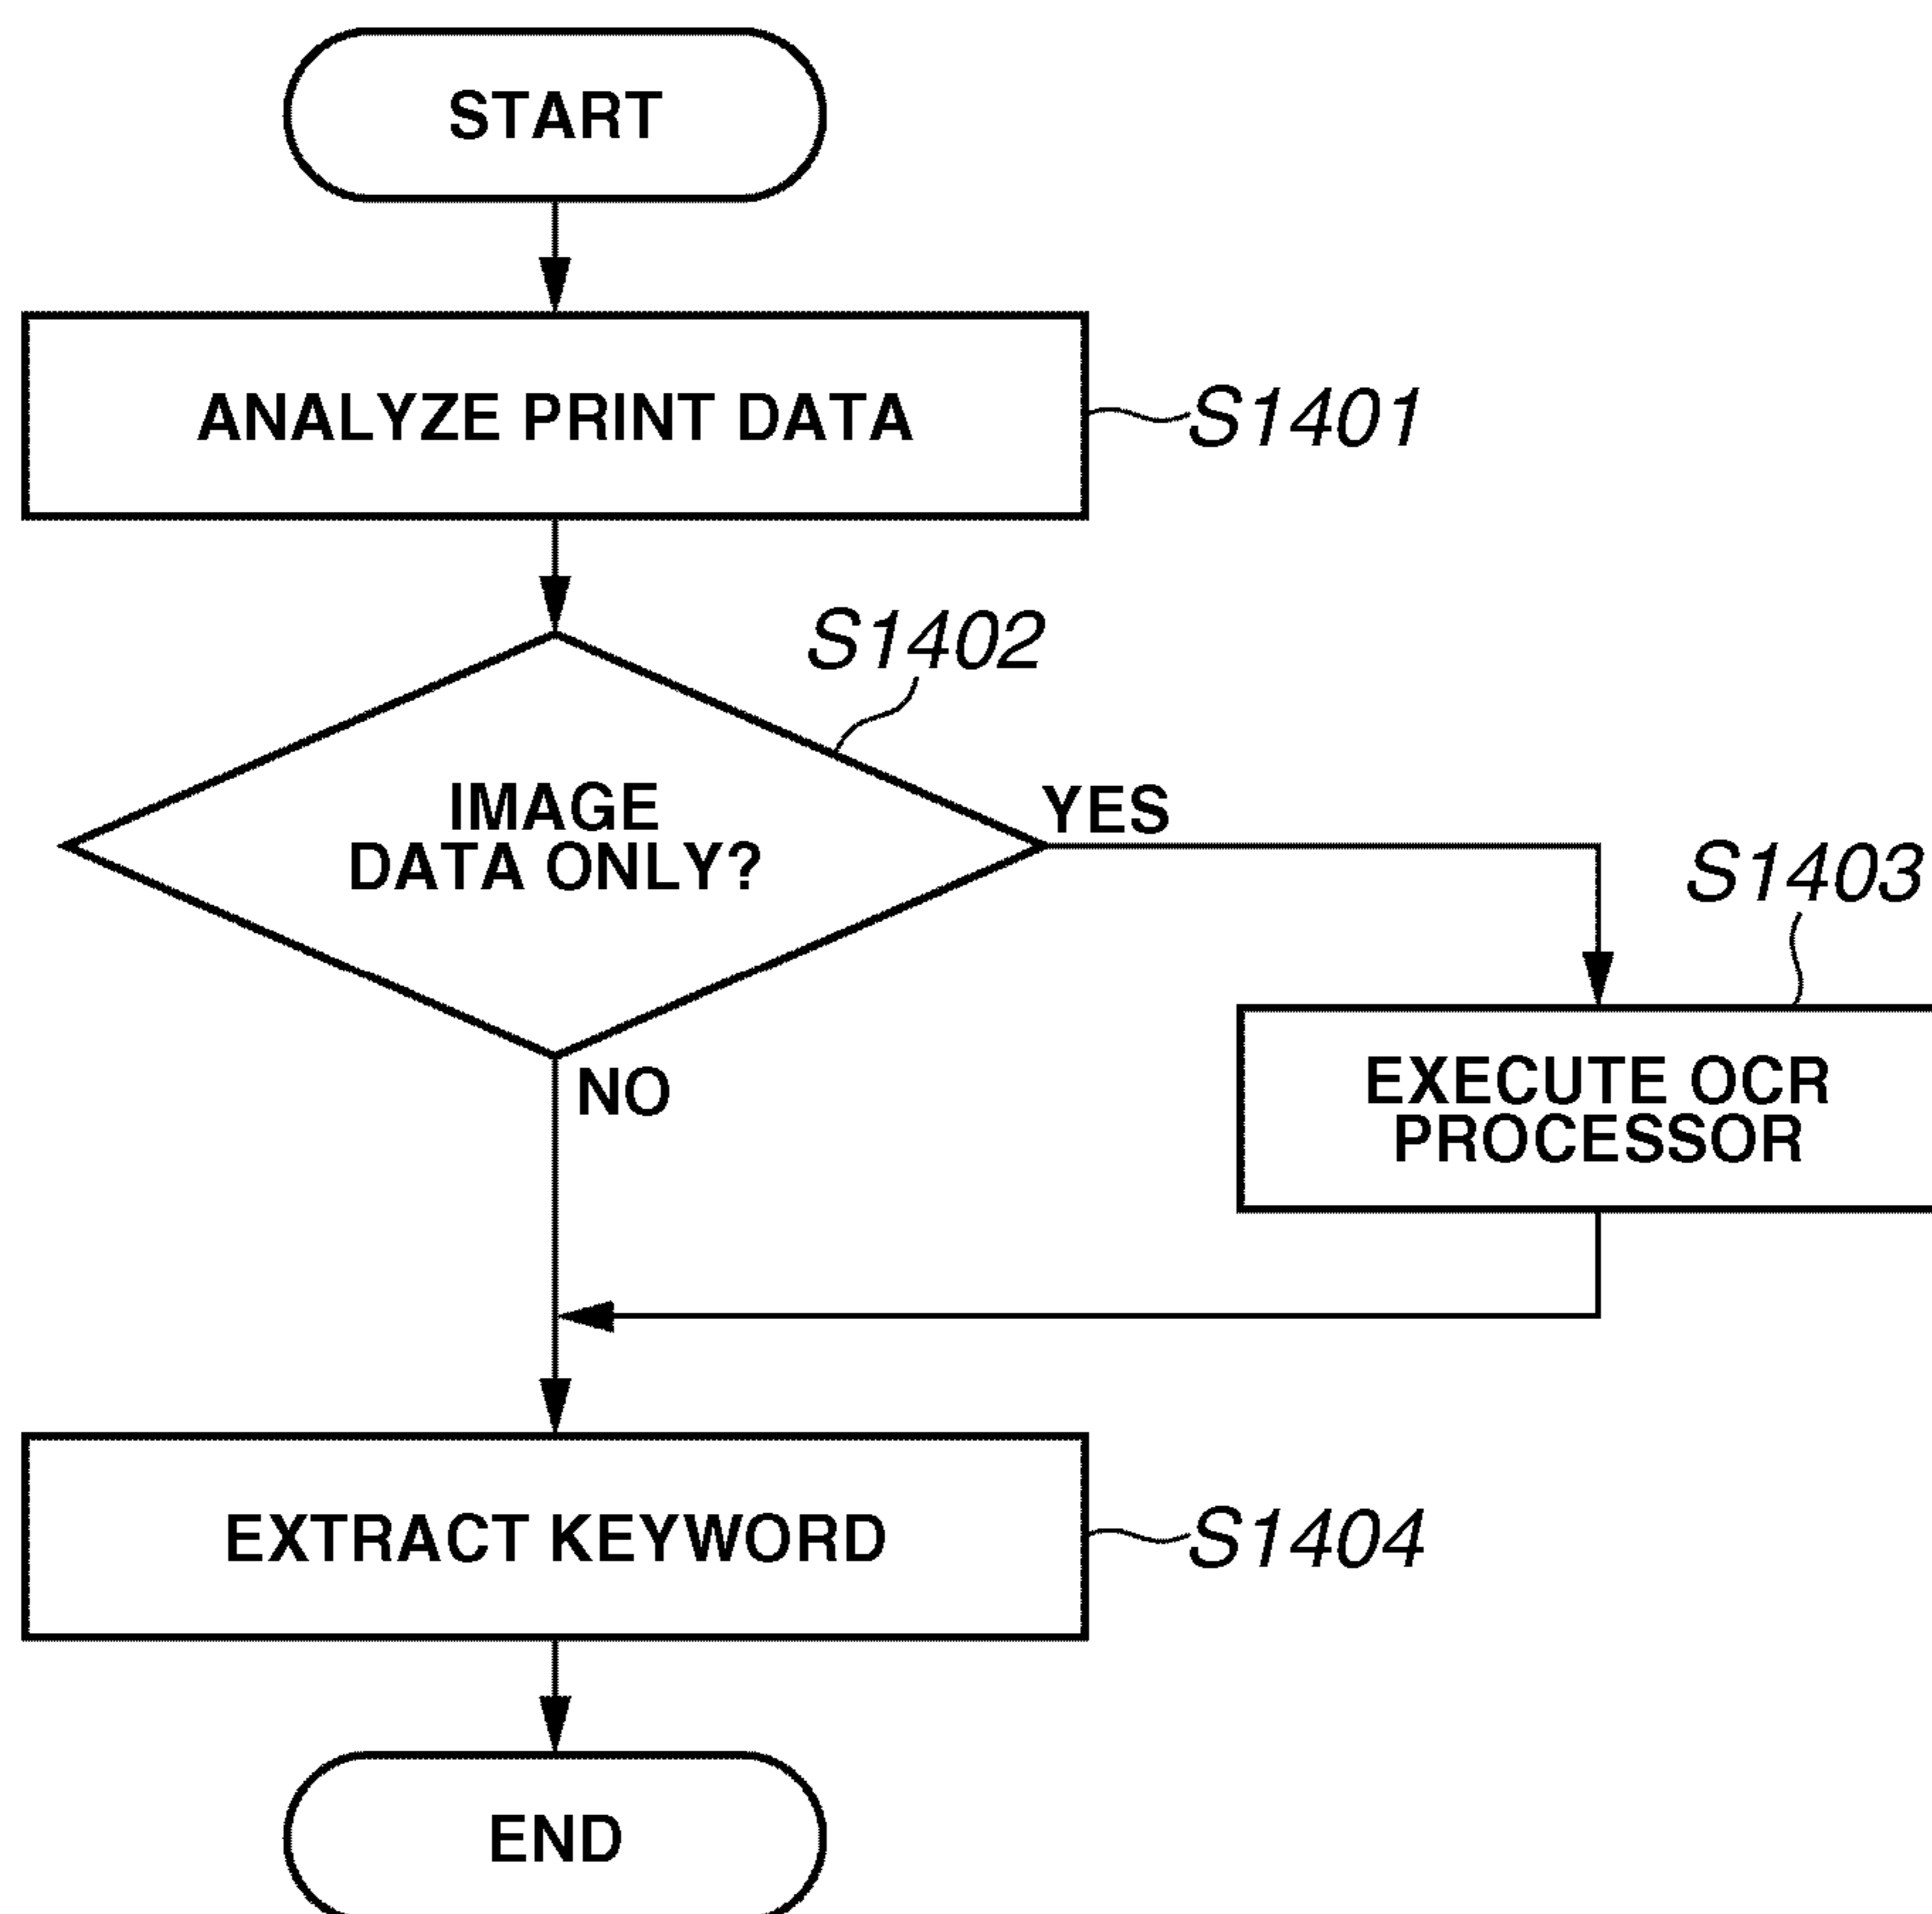 START
ANALYZE PRINT DATA
S1401
S1402
IMAGE
DATA ONLY?
YES
S1403
EXECUTE OCR
PROCESSOR
NO
EXTRACT KEYWORD
S1404
END